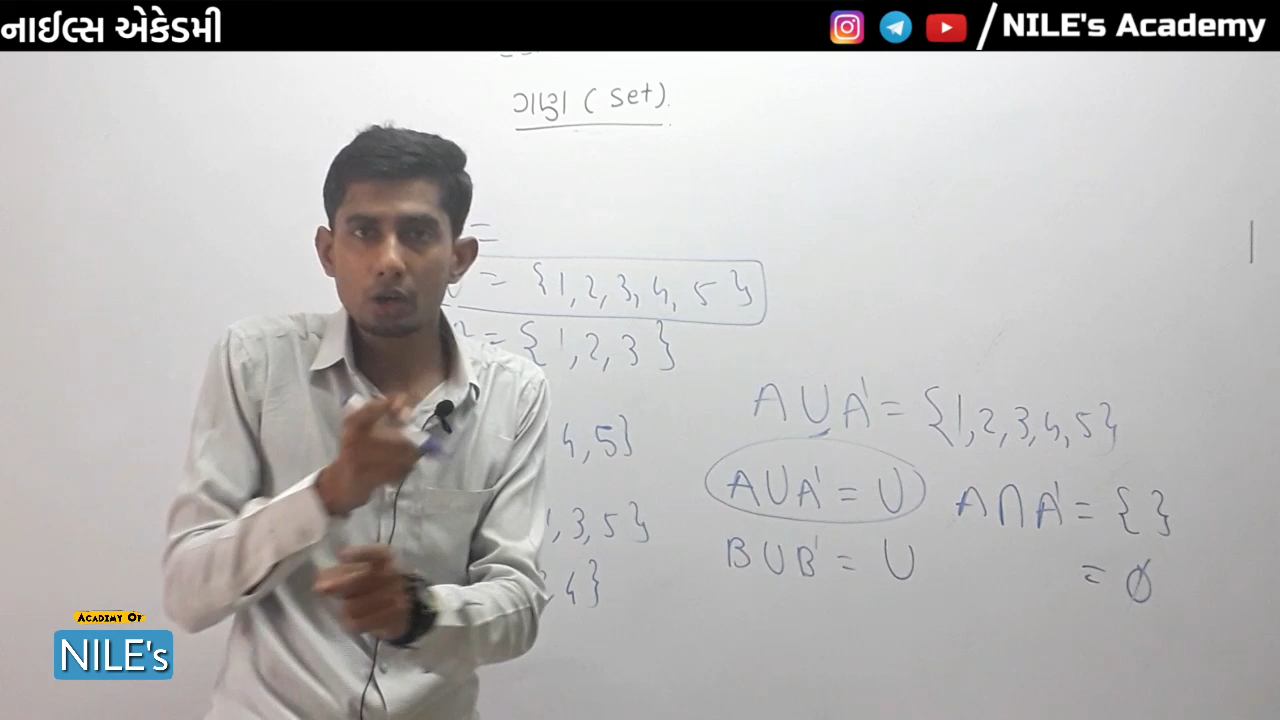 નાઈલ્સ એકેડમી
/ NILE's Academy
ગણ (Set).
=
U = {1,2,3,4,5}
= {1,2,3}
4,5}
A U A' = {1,2,3,4,5}
A U A' = U
A ∩ A' = { }
1,3,5}
B U B' = U
= ø
4}
ACADEMY OF
NILE's